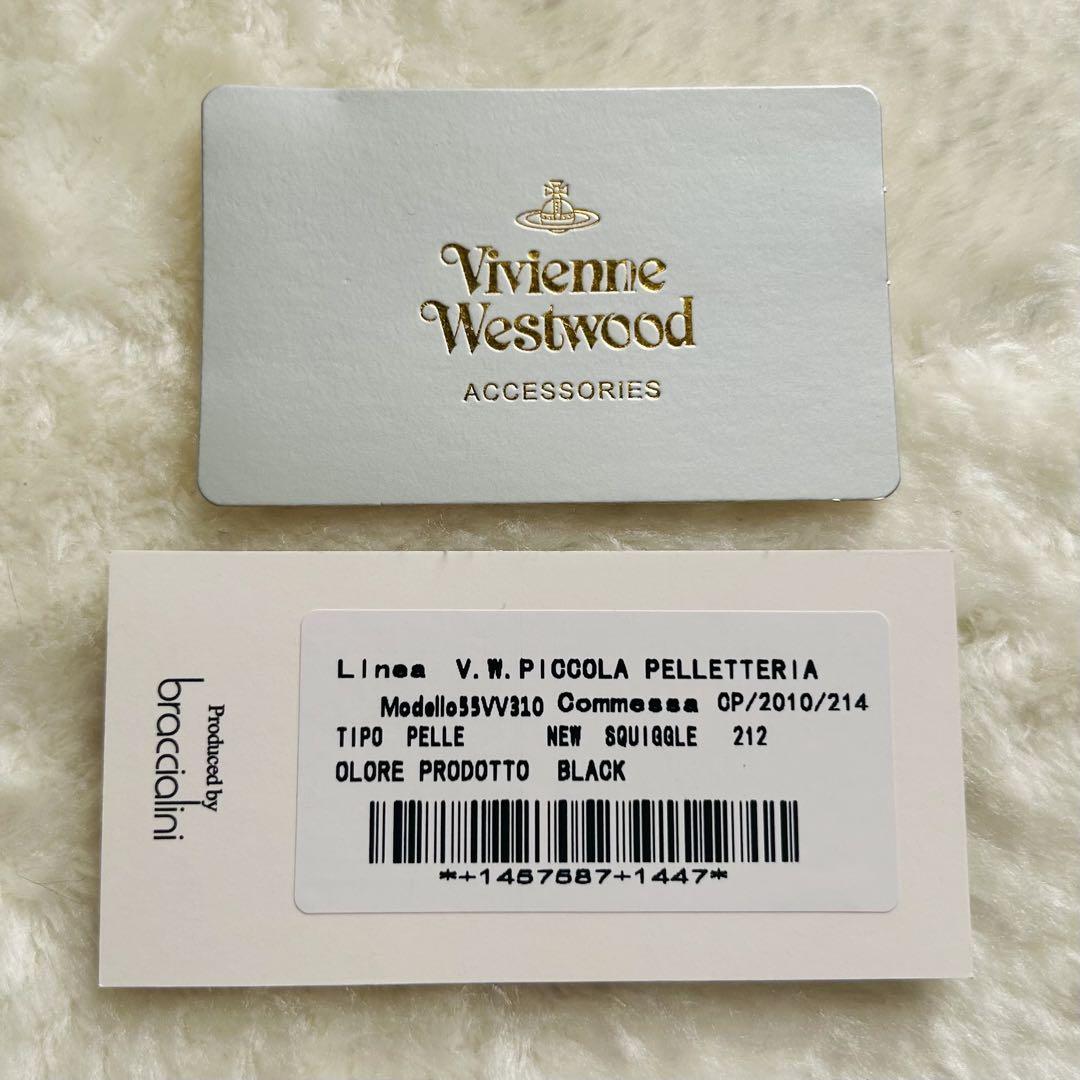 Vivienne
Westwood
ACCESSORIES
Produced by
braccialini
Linea V.W.PICCOLA PELLETTERIA
Modello55VV310 Commessa CP/2010/214
TIPO PELLE NEW SQUIGGLE 212
OLORE PRODOTTO BLACK
*+1457587+1447*